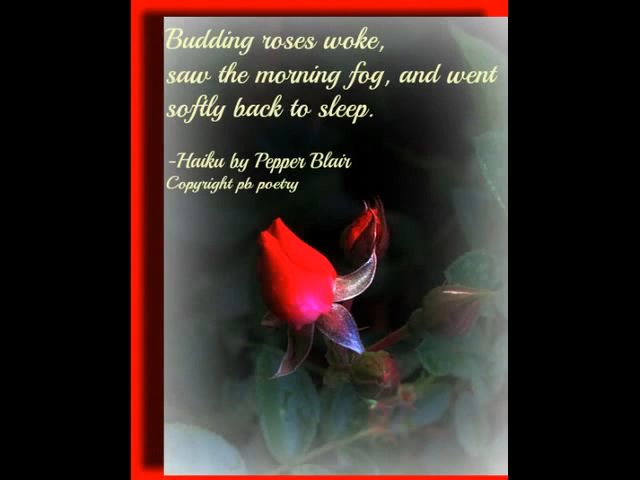 Budding roses woke,
saw the morning fog, and went
softly back to sleep.
-Haiku by Pepper Blair
Copyright pb poetry